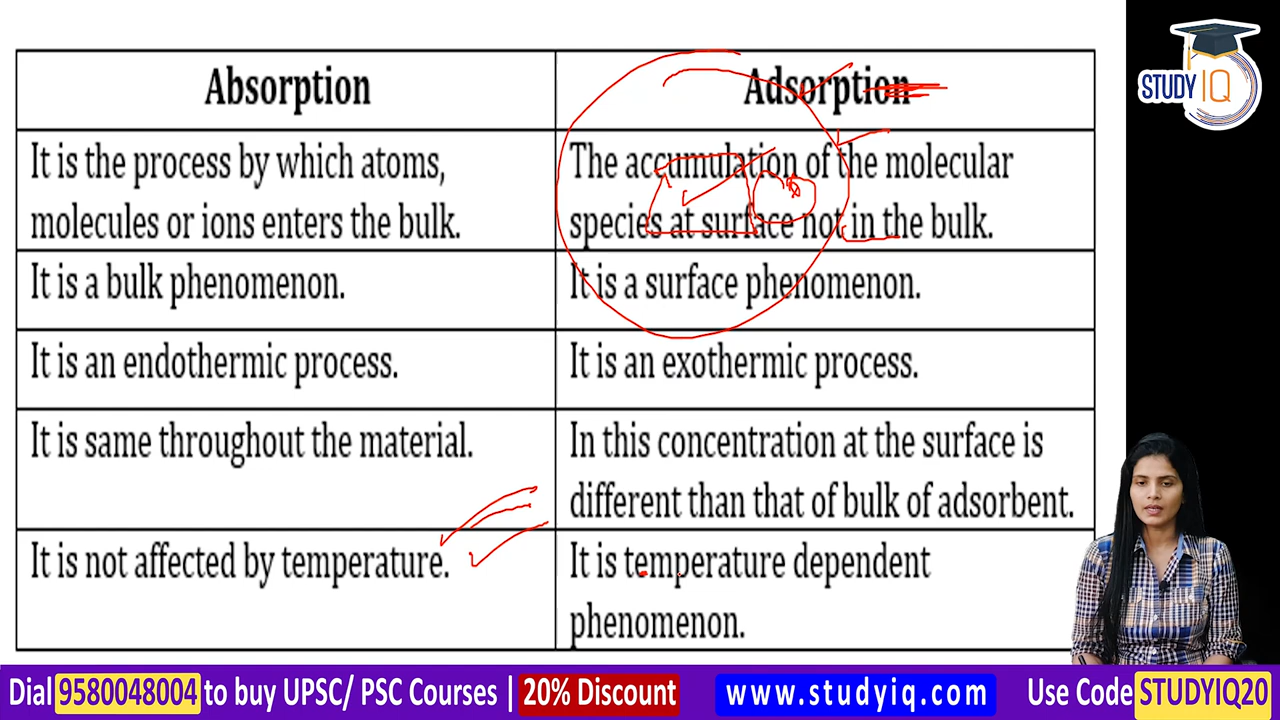 Absorption
Adsorption
It is the process by which atoms,
molecules or ions enters the bulk.
The accumulation of the molecular
species at surface not in the bulk.
It is a bulk phenomenon.
It is a surface phenomenon.
It is an endothermic process.
It is an exothermic process.
It is same throughout the material.
In this concentration at the surface is
different than that of bulk of adsorbent.
It is not affected by temperature.
It is temperature dependent
phenomenon.
STUDY IQ
Dial 9580048004 to buy UPSC/ PSC Courses | 20% Discount www.studyiq.com Use Code STUDYIQ20